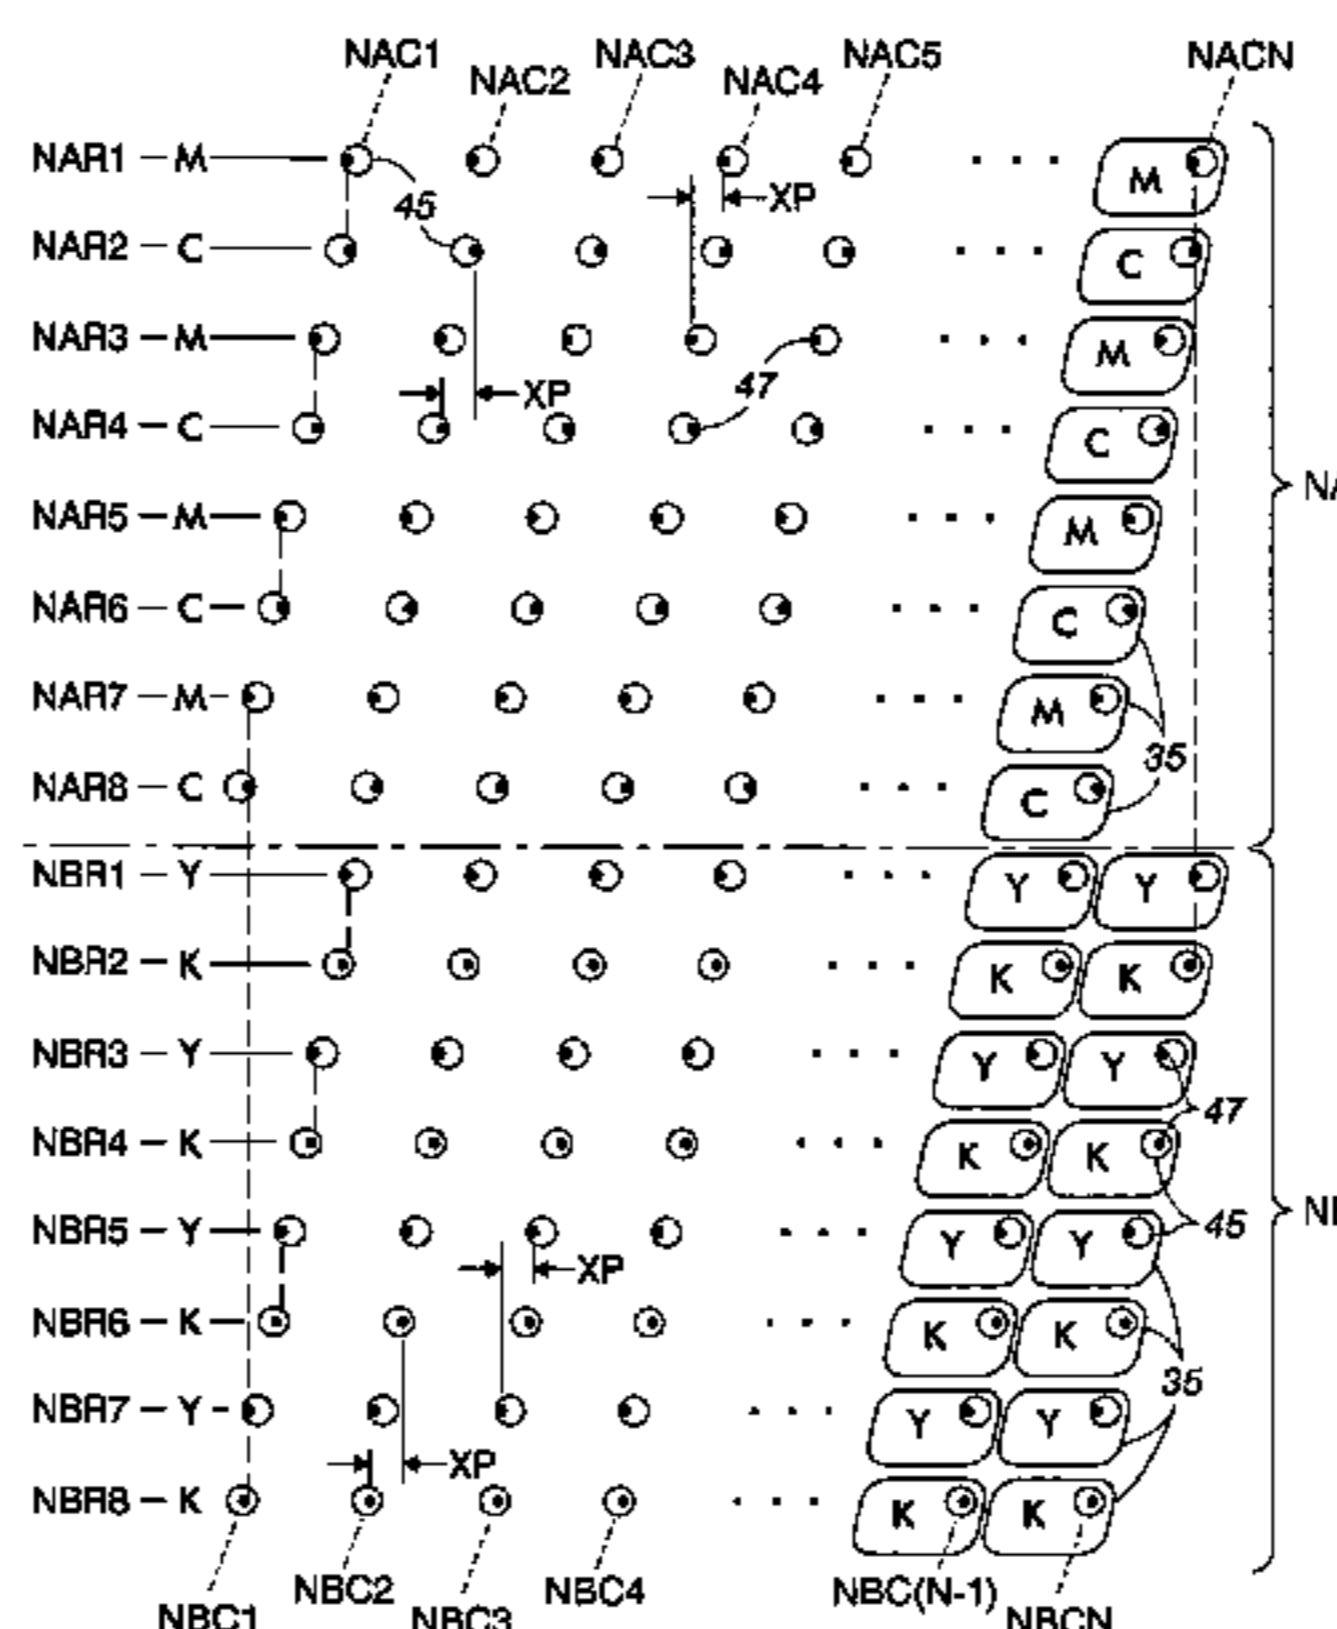 NAC1 NAC2 NAC3 NAC4 NAC5 NACN
NAR1 — M M
XP
45
NAR2 — C C
NAR3 — M M
XP 47
NAR4 — C C
NAR5 — M M
NAR6 — C C
NAR7 — M M
35
NAR8 — C C
NBR1 — Y Y Y
NBR2 — K K K
NBR3 — Y Y Y
47
NBR4 — K K K
NBR5 — Y Y Y 45
XP
NBR6 — K K K
35
NBR7 — Y Y Y
XP
NBR8 — K K K
NBC1 NBC2 NBC3 NBC4 NBC(N-1) NBCN